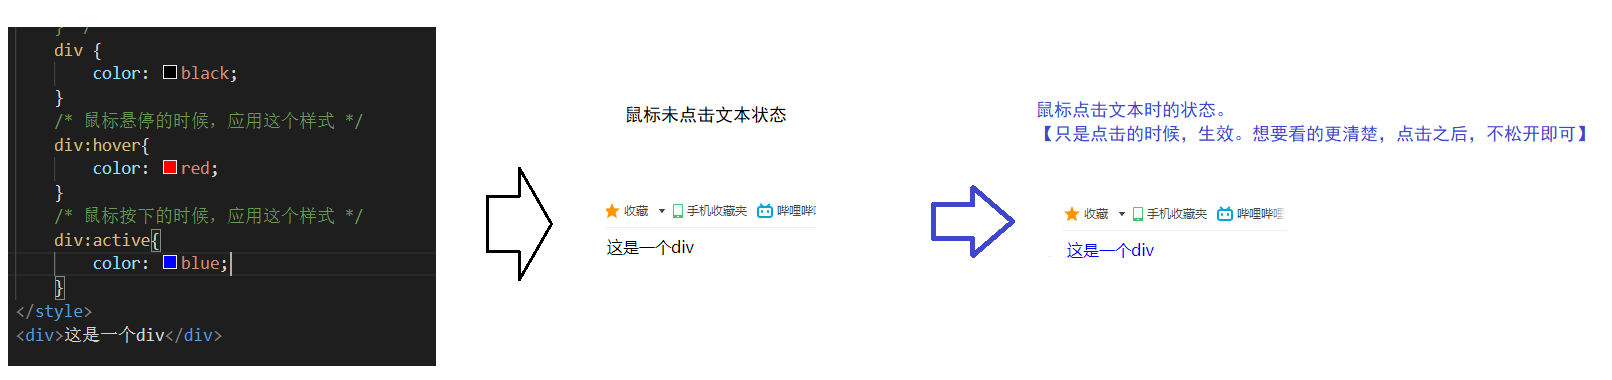 } */
div {
color: black;
}
/* 鼠标悬停的时候，应用这个样式 */
div:hover{
color: red;
}
/* 鼠标按下的时候，应用这个样式 */
div:active{
color: blue;
}
</style>
<div>这是一个div</div>
鼠标未点击文本状态
收藏 手机收藏夹 哔哩哔哩
这是一个div
鼠标点击文本时的状态。
【只是点击的时候，生效。想要看的更清楚，点击之后，不松开即可】
收藏 手机收藏夹 哔哩哔哩
这是一个div